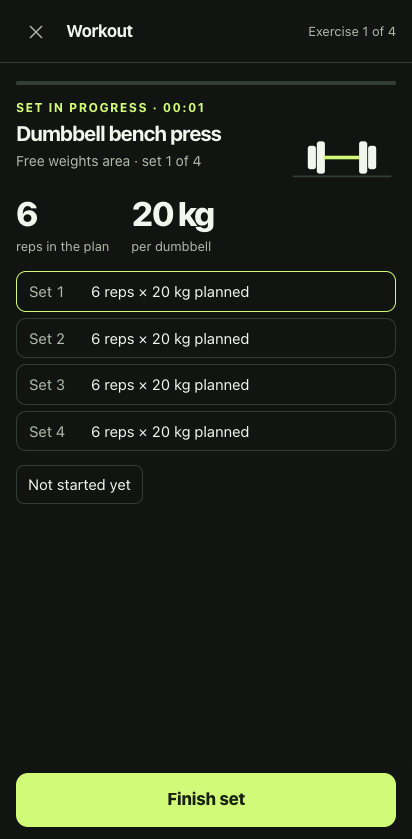 Workout
Exercise 1 of 4
SET IN PROGRESS · 00:01
Dumbbell bench press
Free weights area · set 1 of 4
6
reps in the plan
20 kg
per dumbbell
Set 1 6 reps × 20 kg planned
Set 2 6 reps × 20 kg planned
Set 3 6 reps × 20 kg planned
Set 4 6 reps × 20 kg planned
Not started yet
Finish set